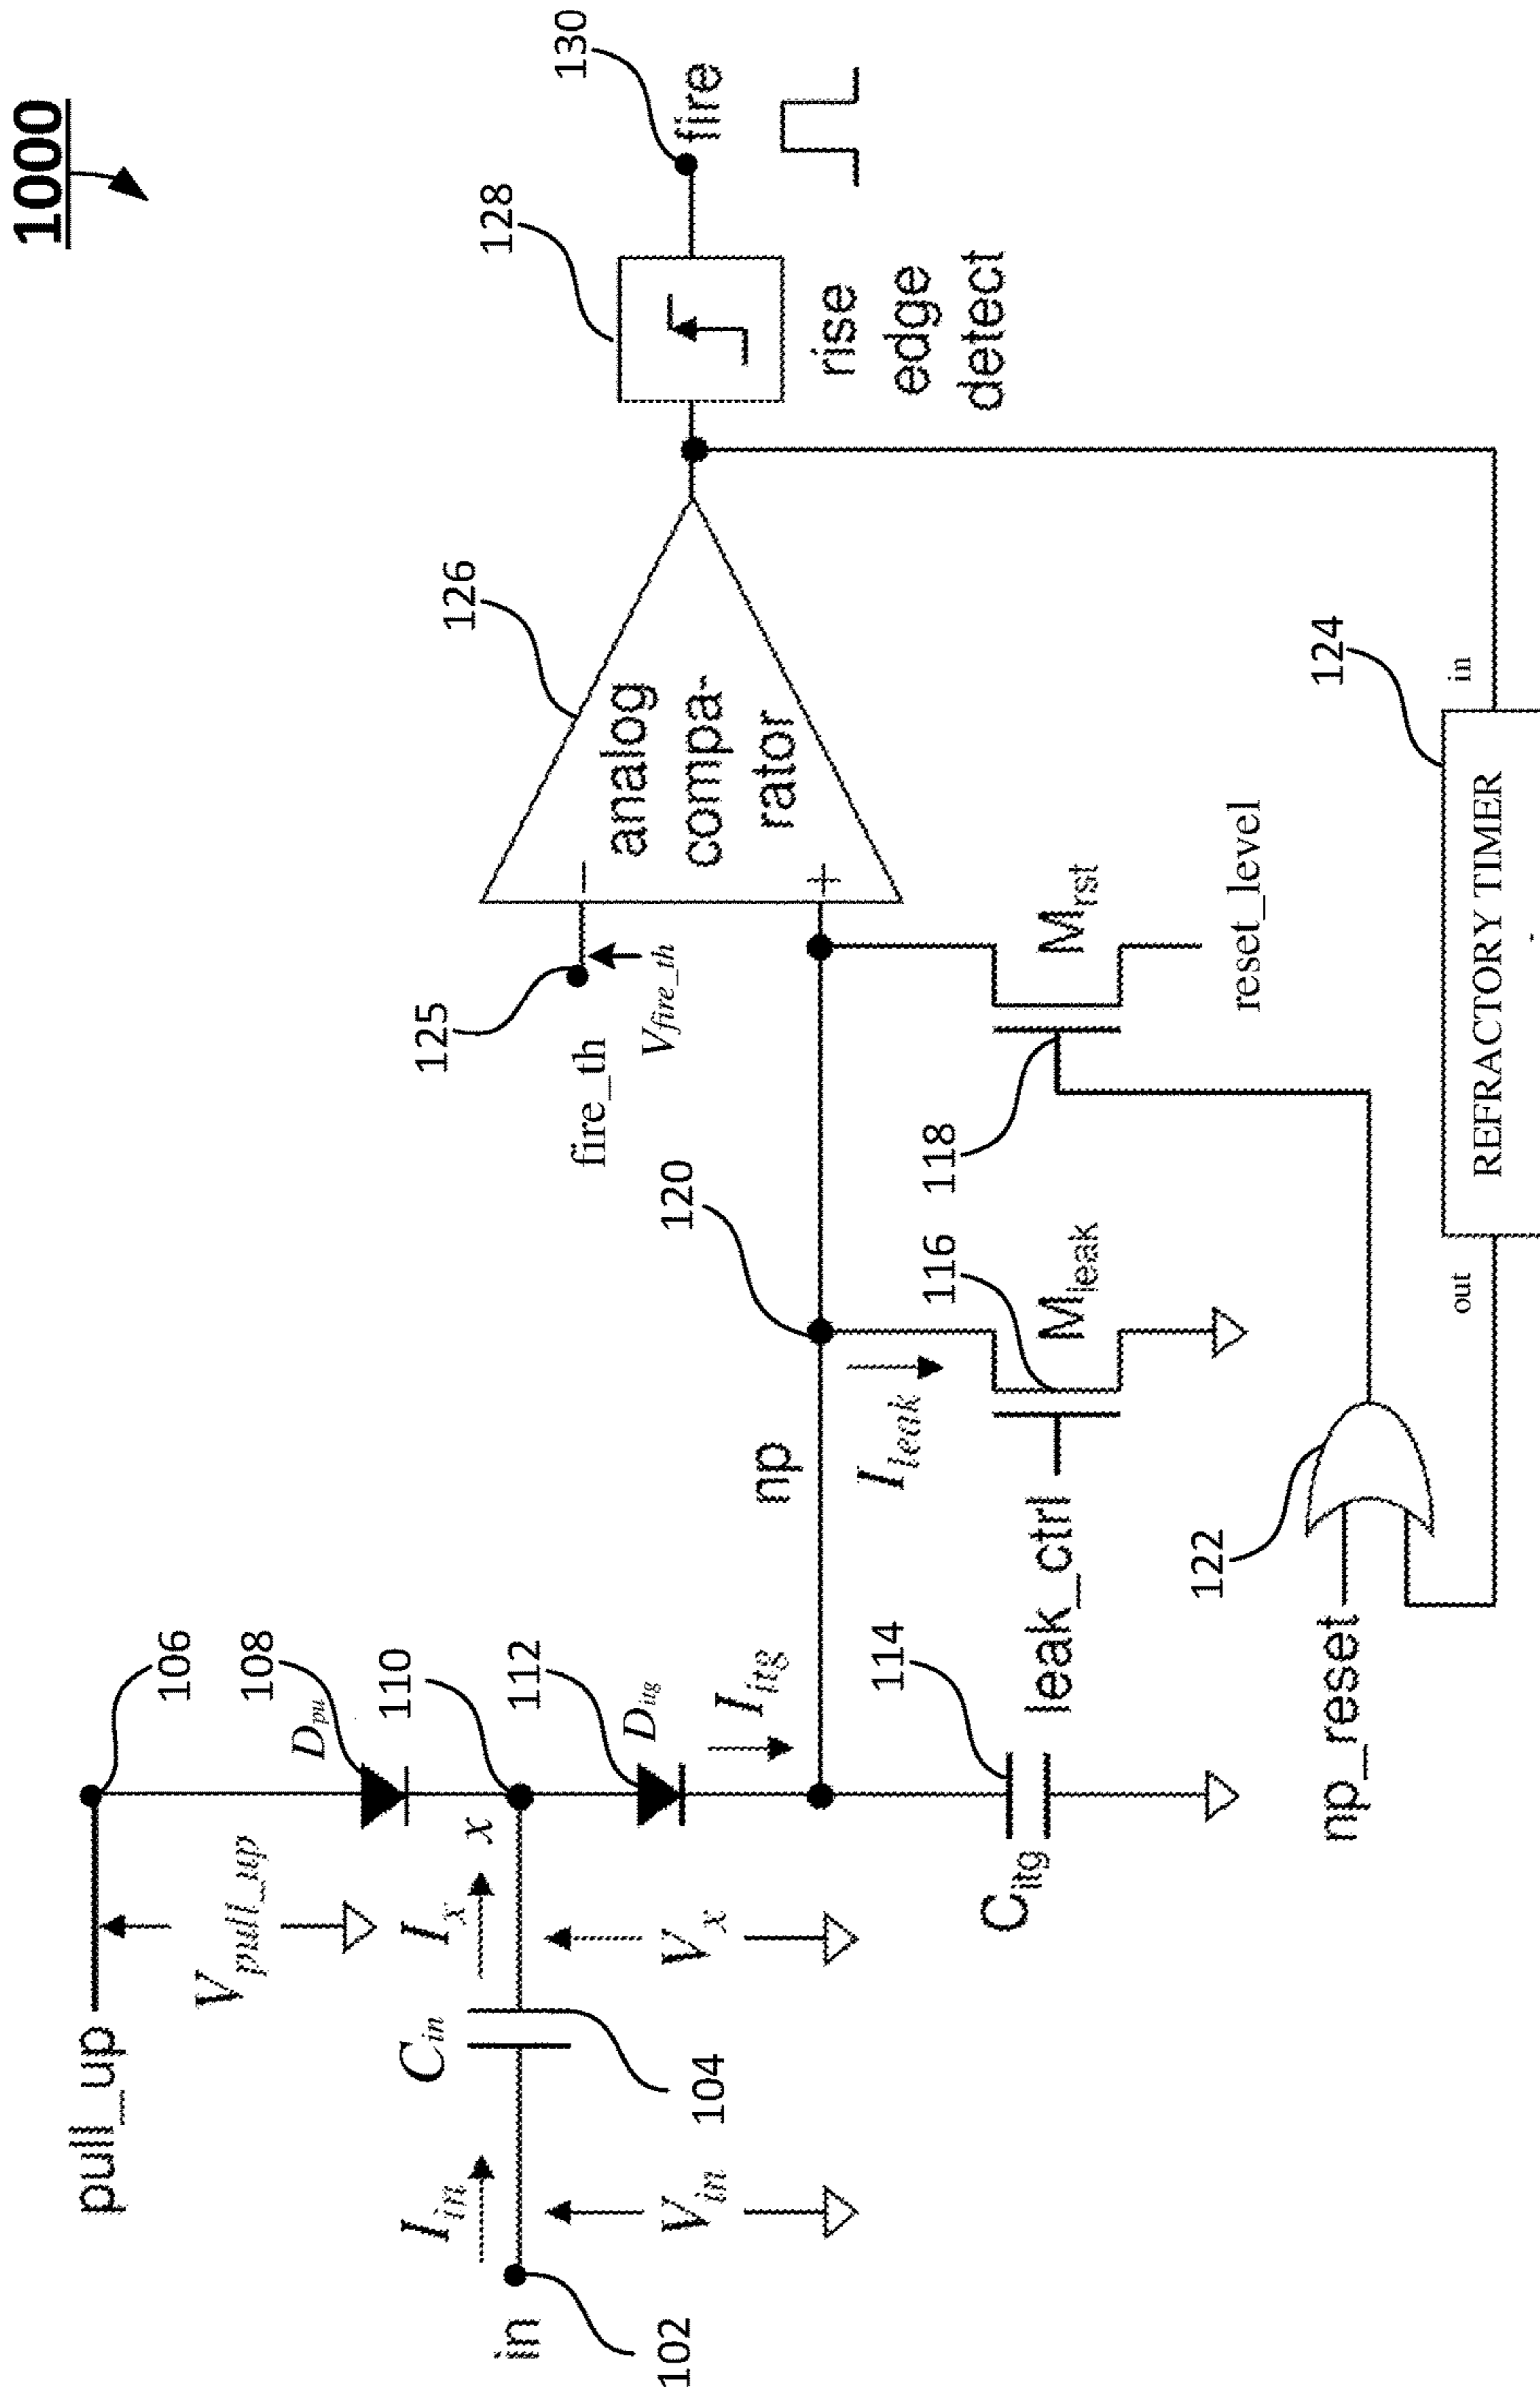 1000
130
fire
128
rise
edge
detect
126
analog
compa-
rator
−
+
125
fire_th
V_fire_th
120
np
106
108
D_pu
110
112
D_itg
I_itg
pull_up
V_pull_up
x
I_x
V_x
C_in
104
I_in
V_in
in
102
114
C_itg
I_leak
leak_ctrl
116
M_leak
118
M_rst
reset_level
122
np_reset
124
in
out
REFRACTORY TIMER